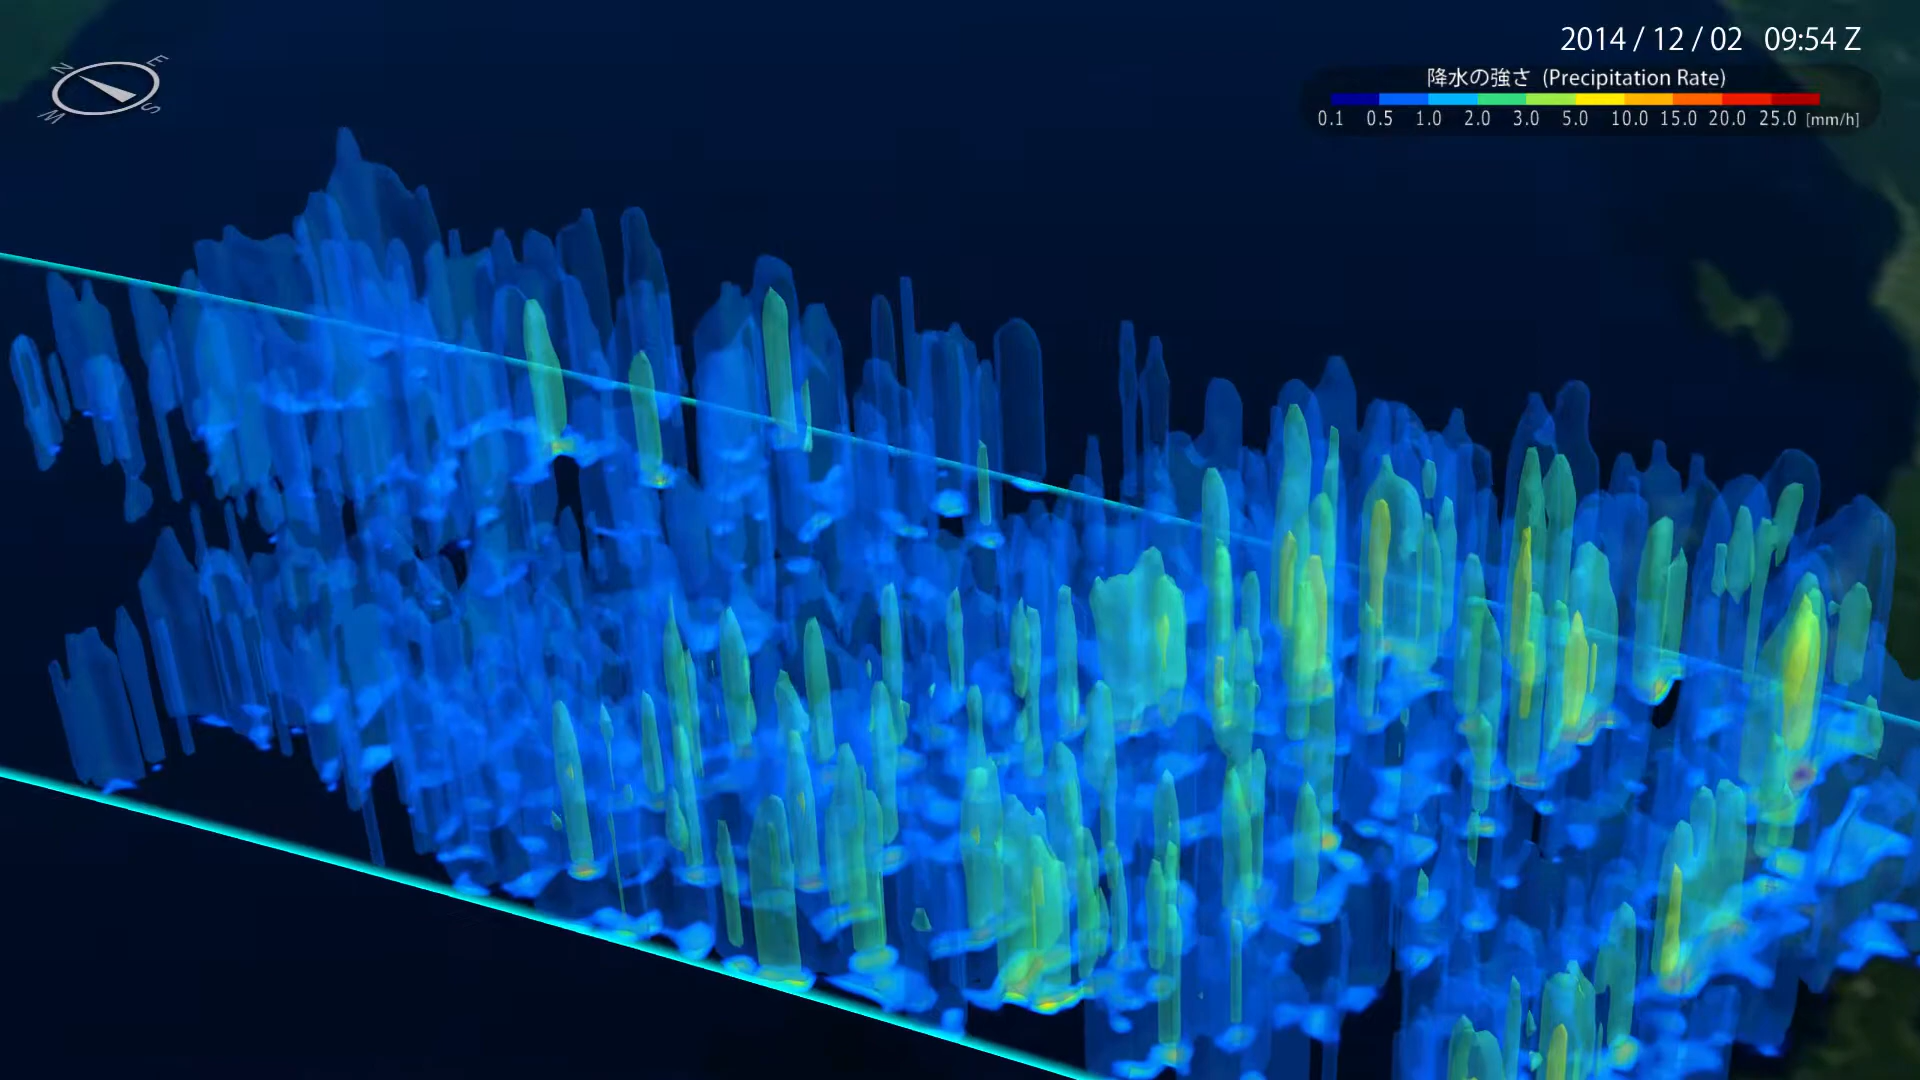 2014 / 12 / 02 09:54 Z
降水の強さ (Precipitation Rate)
0.1 0.5 1.0 2.0 3.0 5.0 10.0 15.0 20.0 25.0 [mm/h]
N E
W S